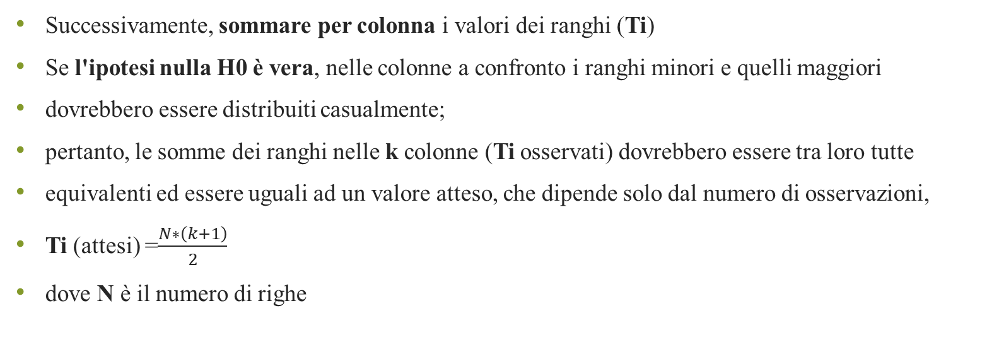 • Successivamente, sommare per colonna i valori dei ranghi (Ti)
• Se l'ipotesi nulla H0 è vera, nelle colonne a confronto i ranghi minori e quelli maggiori
• dovrebbero essere distribuiti casualmente;
• pertanto, le somme dei ranghi nelle k colonne (Ti osservati) dovrebbero essere tra loro tutte
• equivalenti ed essere uguali ad un valore atteso, che dipende solo dal numero di osservazioni,
• Ti (attesi) = N*(k+1)/2
• dove N è il numero di righe